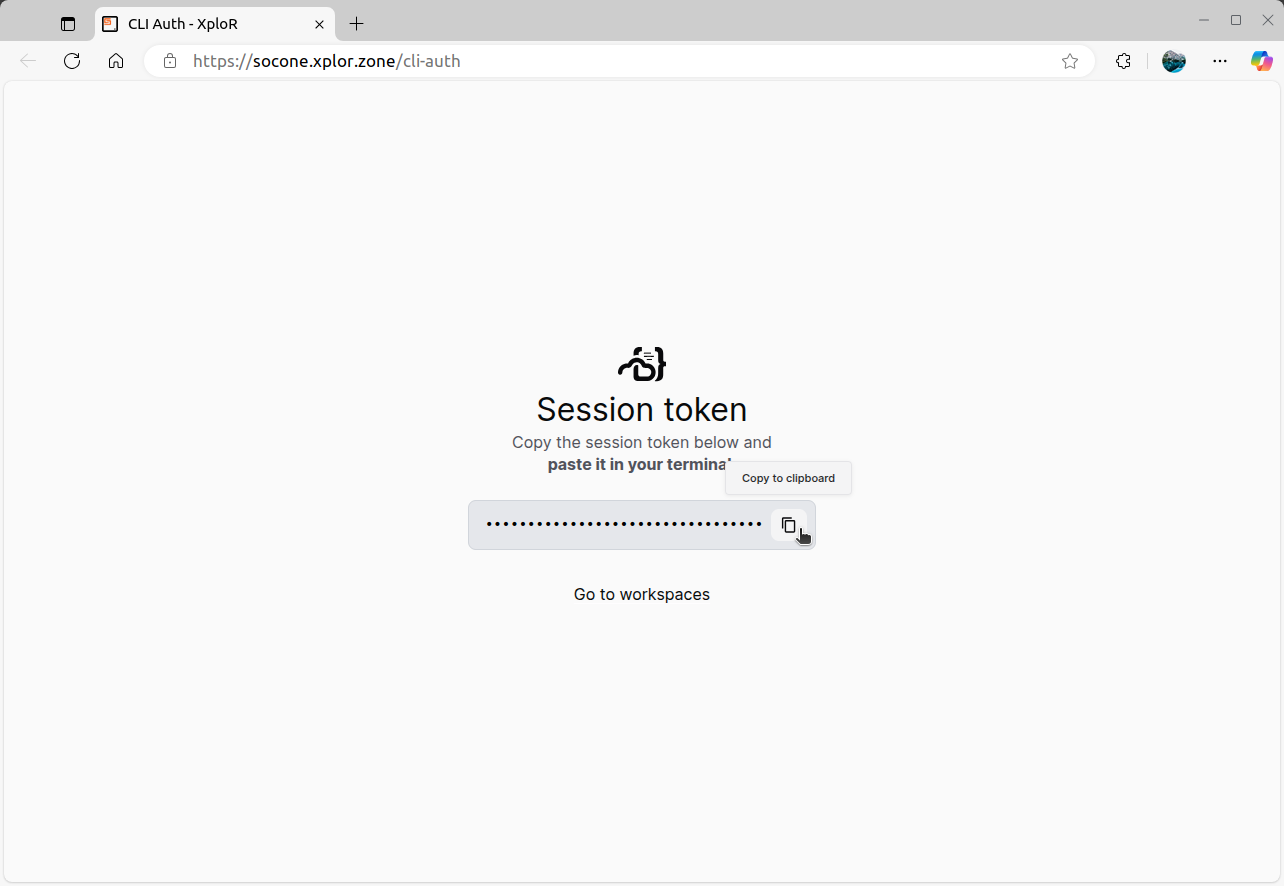 CLI Auth - XploR
https://socone.xplor.zone/cli-auth
Session token
Copy the session token below and
paste it in your terminal
Copy to clipboard
••••••••••••••••••••••••••••••••
Go to workspaces